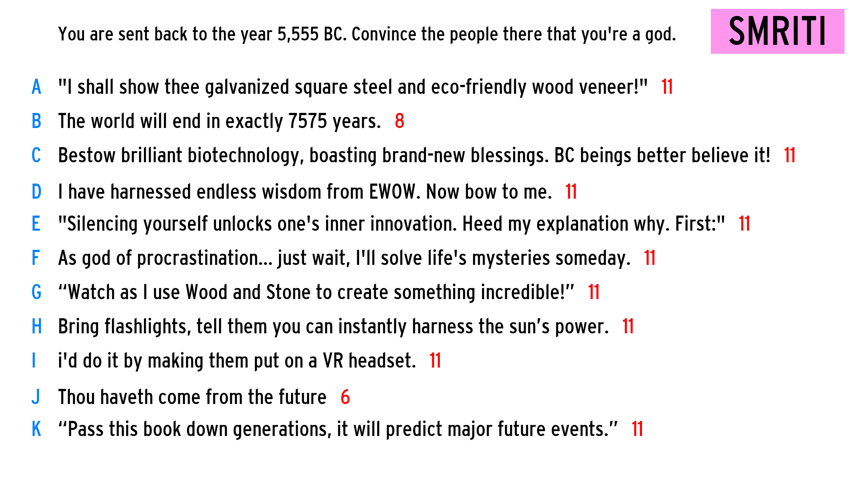 You are sent back to the year 5,555 BC. Convince the people there that you're a god.
SMRITI
A "I shall show thee galvanized square steel and eco-friendly wood veneer!" 11
B The world will end in exactly 7575 years. 8
C Bestow brilliant biotechnology, boasting brand-new blessings. BC beings better believe it! 11
D I have harnessed endless wisdom from EWOW. Now bow to me. 11
E "Silencing yourself unlocks one's inner innovation. Heed my explanation why. First:" 11
F As god of procrastination... just wait, I'll solve life's mysteries someday. 11
G “Watch as I use Wood and Stone to create something incredible!” 11
H Bring flashlights, tell them you can instantly harness the sun’s power. 11
I i'd do it by making them put on a VR headset. 11
J Thou haveth come from the future 6
K “Pass this book down generations, it will predict major future events.” 11